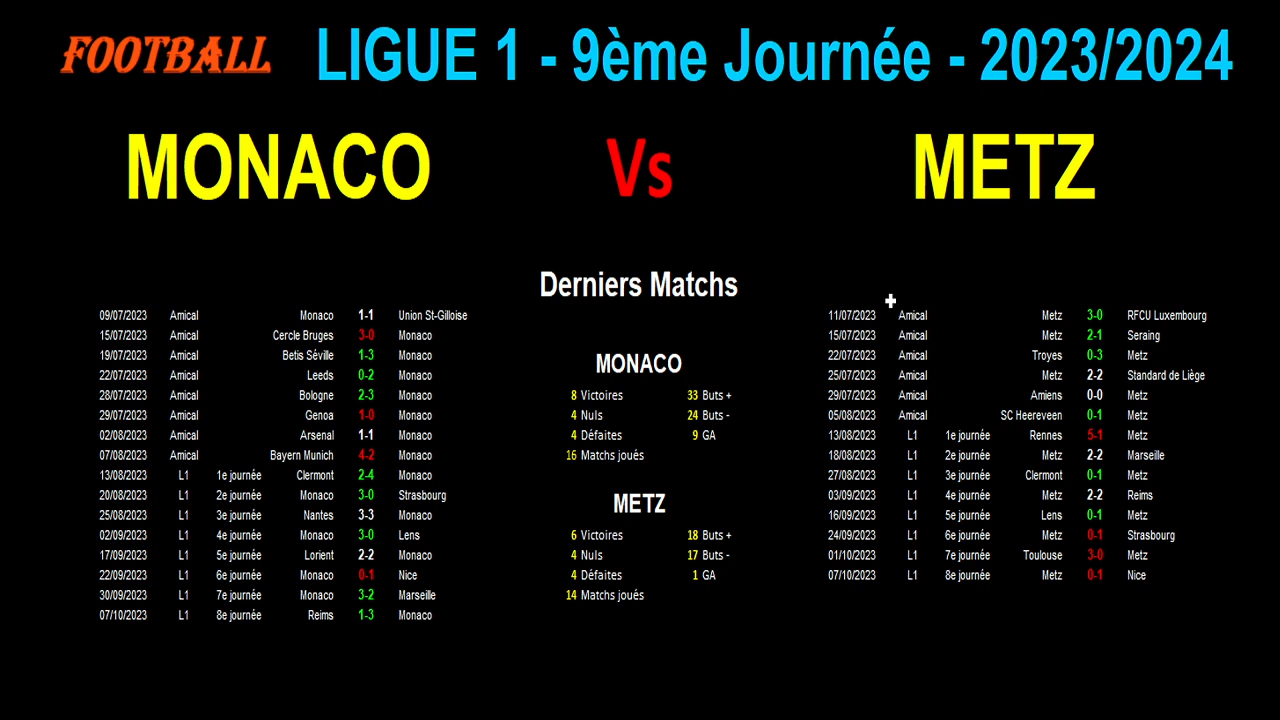 FOOTBALL LIGUE 1 - 9ème Journée - 2023/2024
MONACO Vs METZ
Derniers Matchs
09/07/2023 Amical Monaco 1-1 Union St-Gilloise
15/07/2023 Amical Cercle Bruges 3-0 Monaco
19/07/2023 Amical Betis Séville 1-3 Monaco
22/07/2023 Amical Leeds 0-2 Monaco
28/07/2023 Amical Bologne 2-3 Monaco
29/07/2023 Amical Genoa 1-0 Monaco
02/08/2023 Amical Arsenal 1-1 Monaco
07/08/2023 Amical Bayern Munich 4-2 Monaco
13/08/2023 L1 1e journée Clermont 2-4 Monaco
20/08/2023 L1 2e journée Monaco 3-0 Strasbourg
25/08/2023 L1 3e journée Nantes 3-3 Monaco
02/09/2023 L1 4e journée Monaco 3-0 Lens
17/09/2023 L1 5e journée Lorient 2-2 Monaco
22/09/2023 L1 6e journée Monaco 0-1 Nice
30/09/2023 L1 7e journée Monaco 3-2 Marseille
07/10/2023 L1 8e journée Reims 1-3 Monaco
MONACO
8 Victoires 33 Buts +
4 Nuls 24 Buts -
4 Défaites 9 GA
16 Matchs joués
METZ
6 Victoires 18 Buts +
4 Nuls 17 Buts -
4 Défaites 1 GA
14 Matchs joués
11/07/2023 Amical Metz 3-0 RFCU Luxembourg
15/07/2023 Amical Metz 2-1 Seraing
22/07/2023 Amical Troyes 0-3 Metz
25/07/2023 Amical Metz 2-2 Standard de Liège
29/07/2023 Amical Amiens 0-0 Metz
05/08/2023 Amical SC Heereveen 0-1 Metz
13/08/2023 L1 1e journée Rennes 5-1 Metz
18/08/2023 L1 2e journée Metz 2-2 Marseille
27/08/2023 L1 3e journée Clermont 0-1 Metz
03/09/2023 L1 4e journée Metz 2-2 Reims
16/09/2023 L1 5e journée Lens 0-1 Metz
24/09/2023 L1 6e journée Metz 0-1 Strasbourg
01/10/2023 L1 7e journée Toulouse 3-0 Metz
07/10/2023 L1 8e journée Metz 0-1 Nice